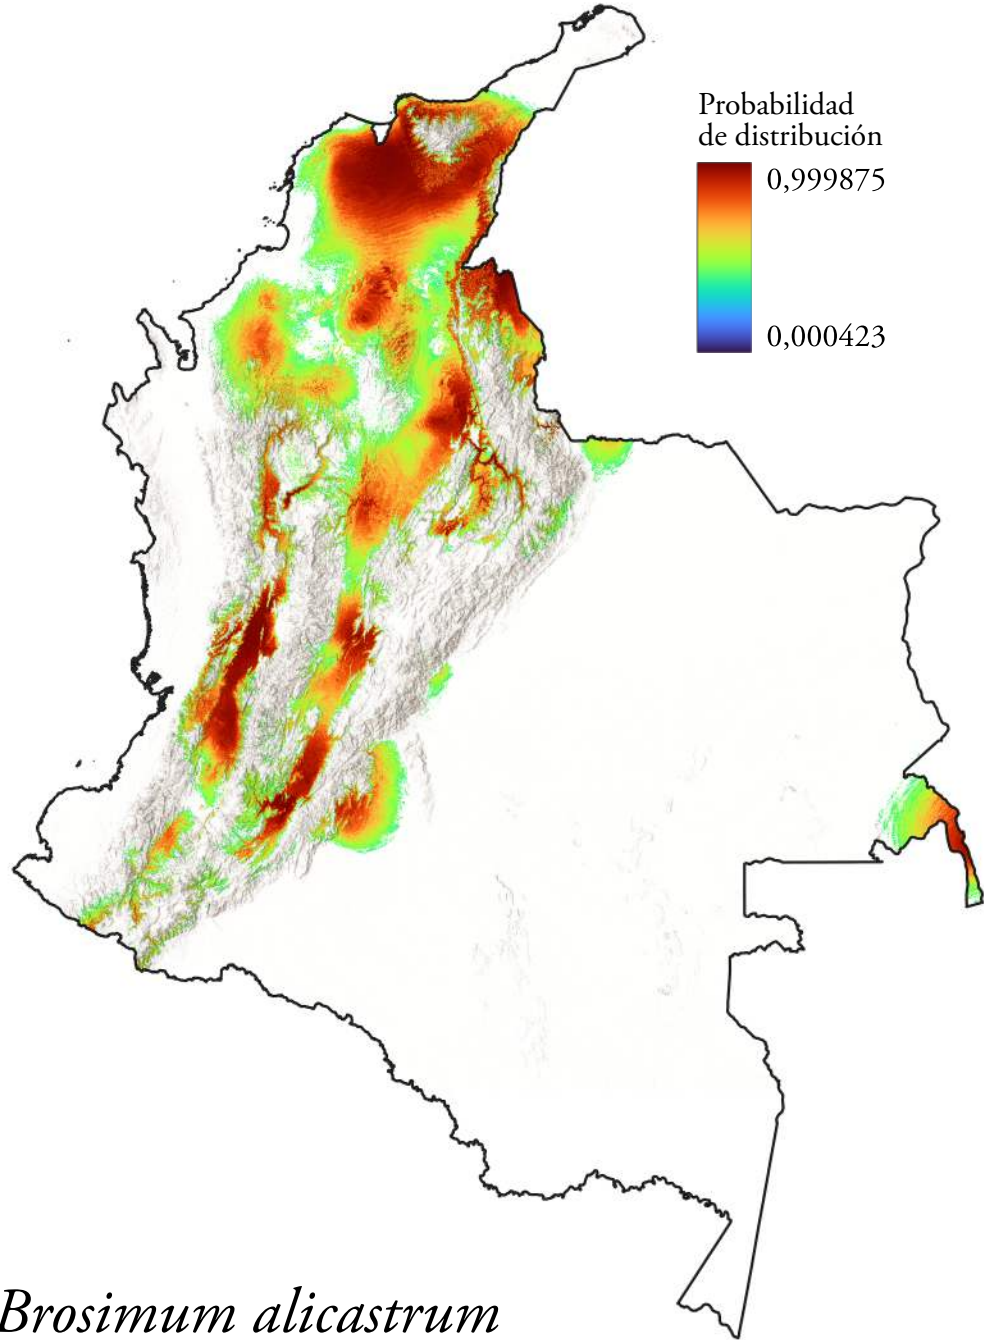 Probabilidad
de distribución
0,999875
0,000423
Brosimum alicastrum